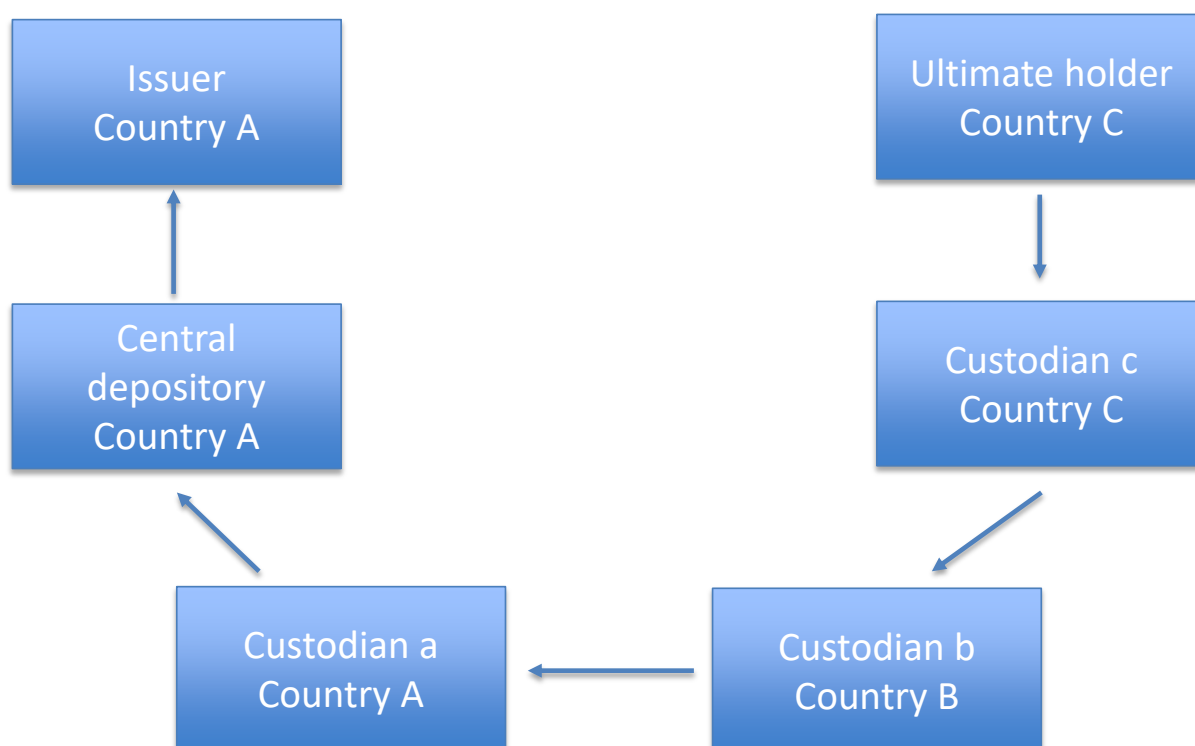 Issuer
Country A
Ultimate holder
Country C
Central
depository
Country A
Custodian c
Country C
Custodian a
Country A
Custodian b
Country B